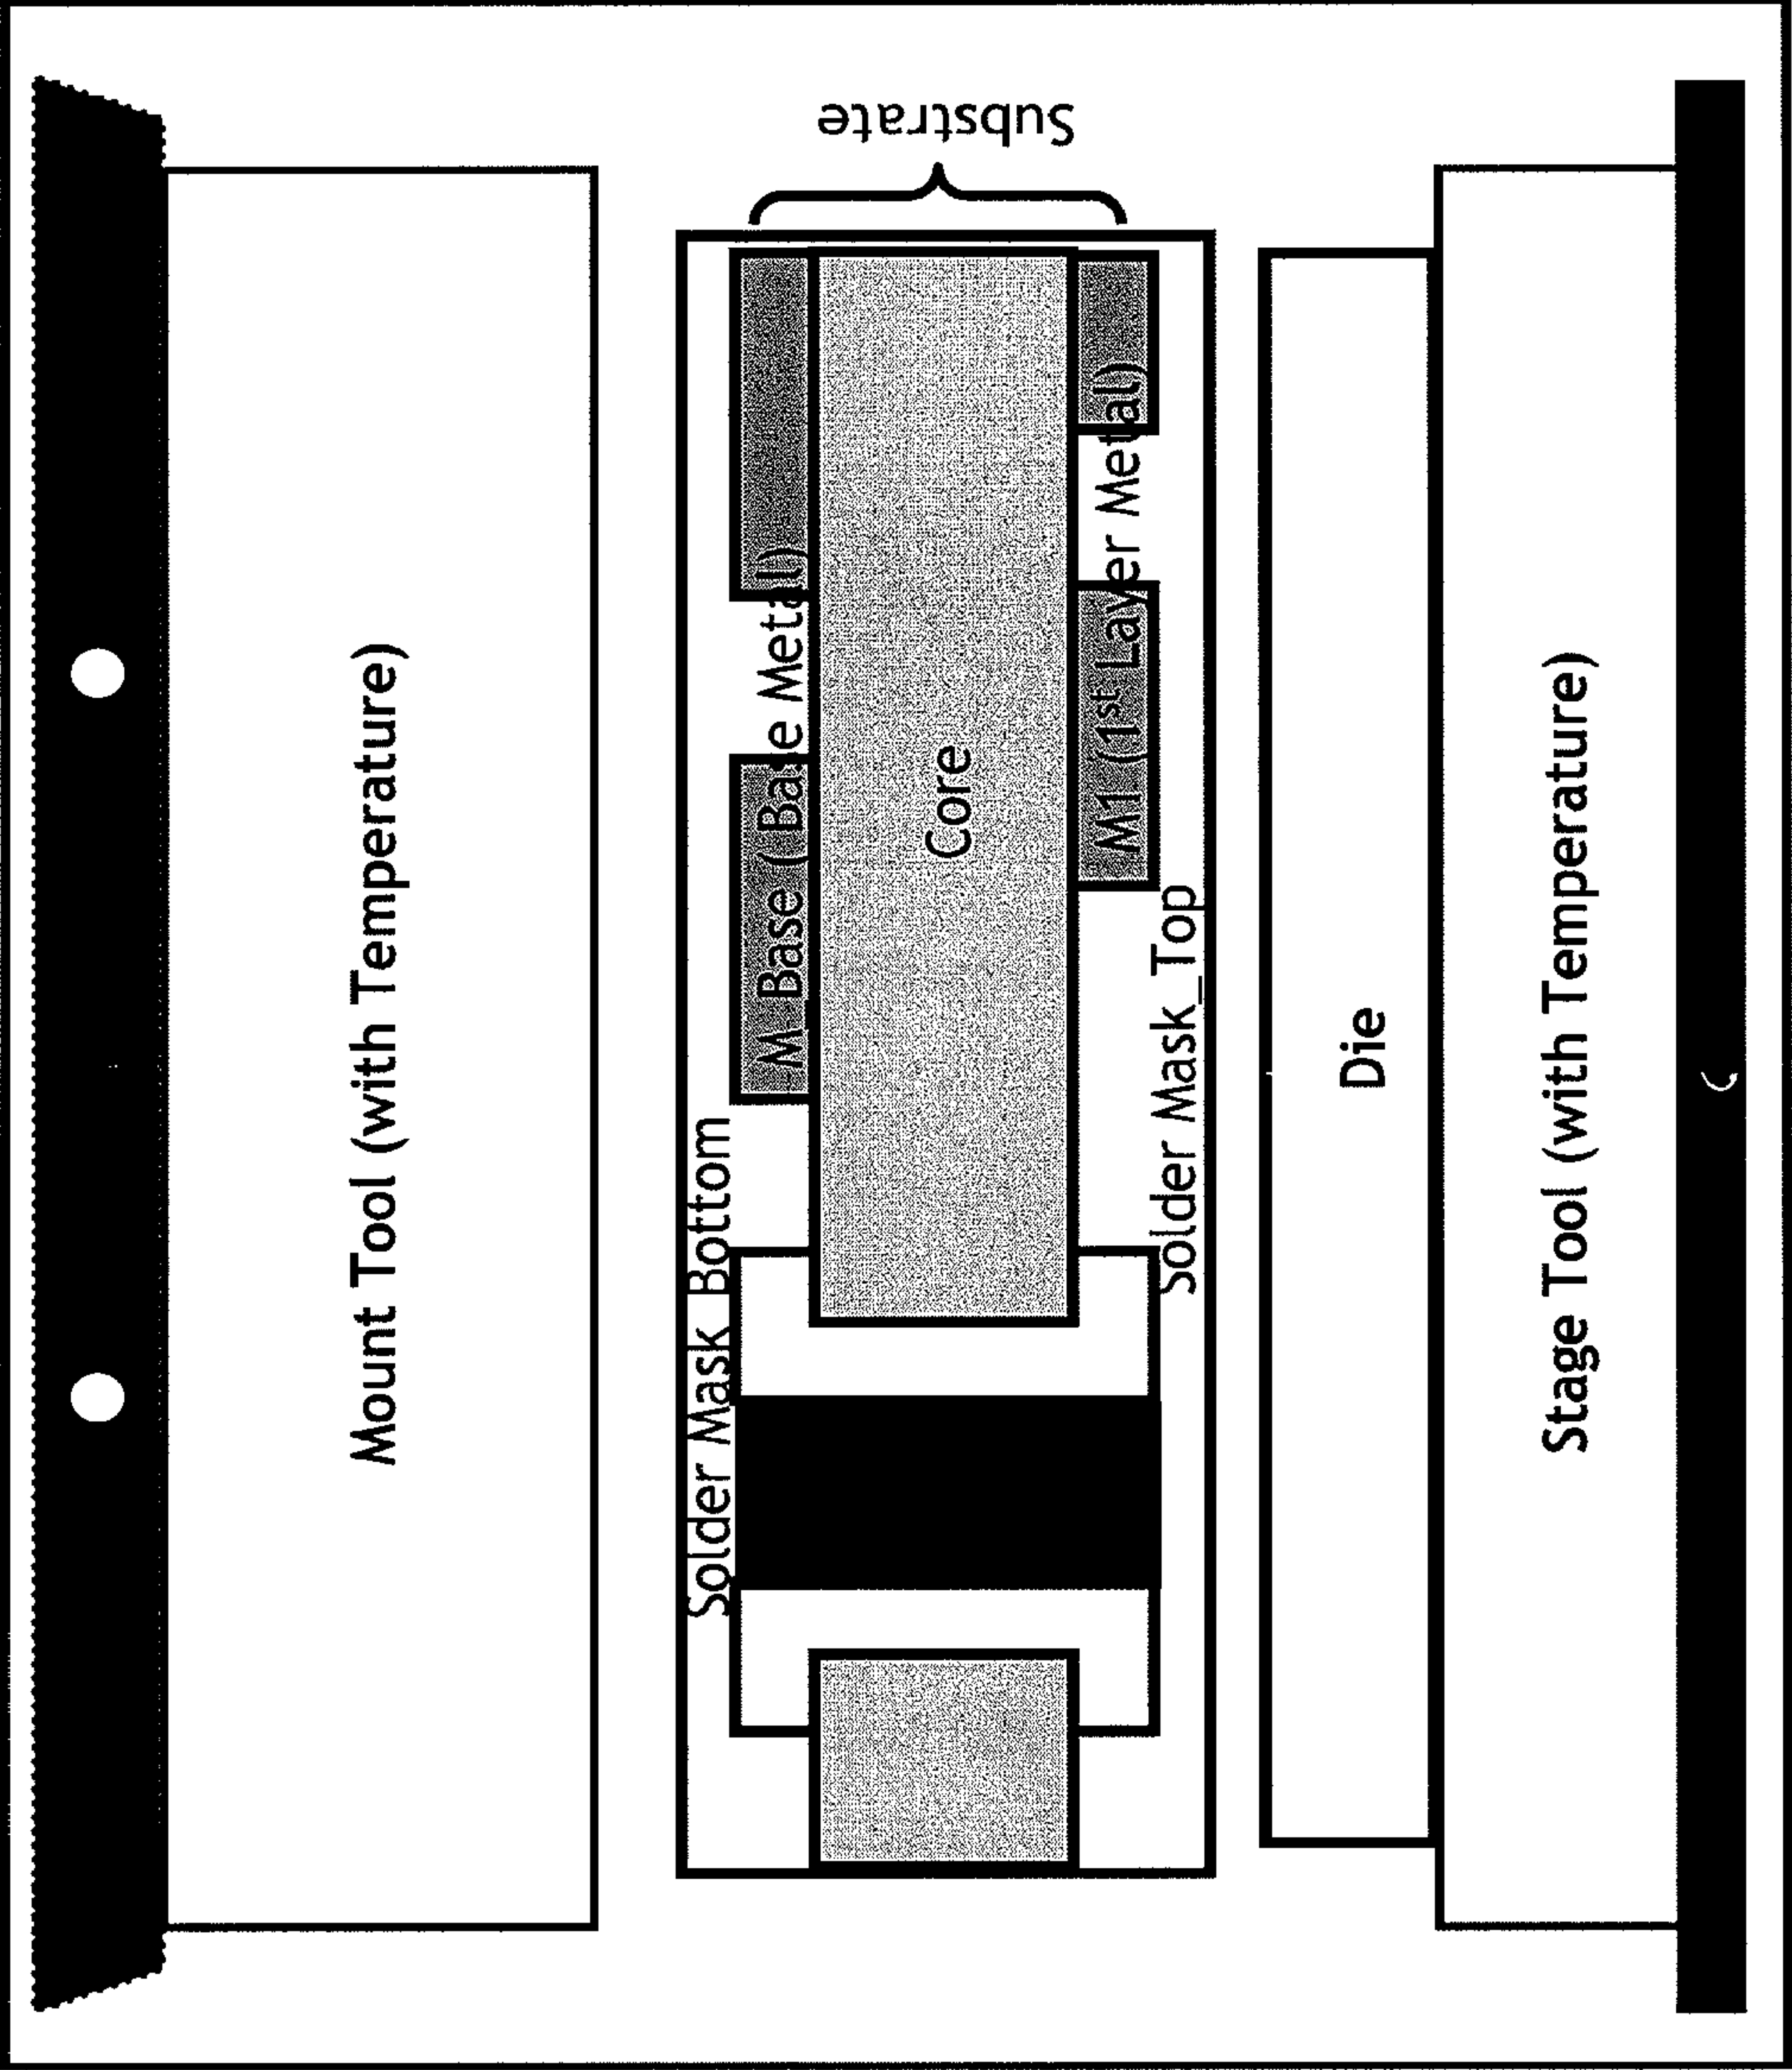 Mount Tool (with Temperature)
Solder Mask_Bottom
M_Base ( Base Metal)
Core
Substrate
M1 (1st Layer Metal)
Solder Mask_Top
Die
Stage Tool (with Temperature)